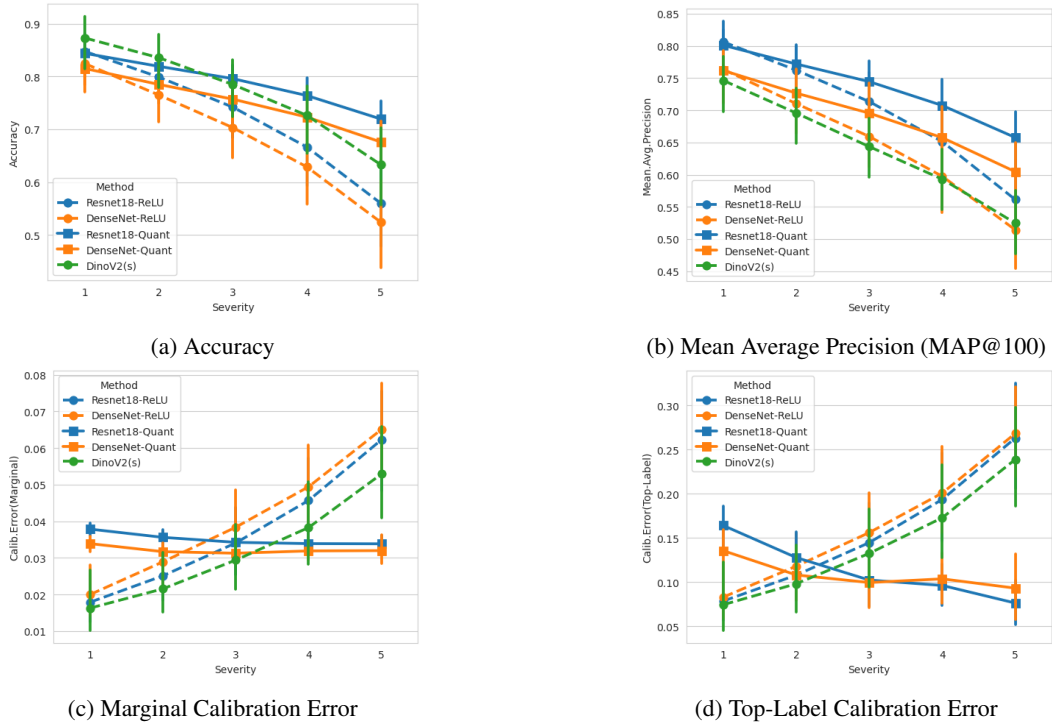 0.9
0.8
0.7
0.6
0.5
Accuracy
Method
Resnet18-ReLU
DenseNet-ReLU
Resnet18-Quant
DenseNet-Quant
DinoV2(s)
1 2 3 4 5
Severity
(a) Accuracy
0.85
0.80
0.75
0.70
0.65
0.60
0.55
0.50
0.45
Mean.Avg.Precision
Method
Resnet18-ReLU
DenseNet-ReLU
Resnet18-Quant
DenseNet-Quant
DinoV2(s)
1 2 3 4 5
Severity
(b) Mean Average Precision (MAP@100)
0.08
0.07
0.06
0.05
0.04
0.03
0.02
0.01
Calib.Error(Marginal)
Method
Resnet18-ReLU
DenseNet-ReLU
Resnet18-Quant
DenseNet-Quant
DinoV2(s)
1 2 3 4 5
Severity
(c) Marginal Calibration Error
0.30
0.25
0.20
0.15
0.10
0.05
Calib.Error(Top-Label)
Method
Resnet18-ReLU
DenseNet-ReLU
Resnet18-Quant
DenseNet-Quant
DinoV2(s)
1 2 3 4 5
Severity
(d) Top-Label Calibration Error